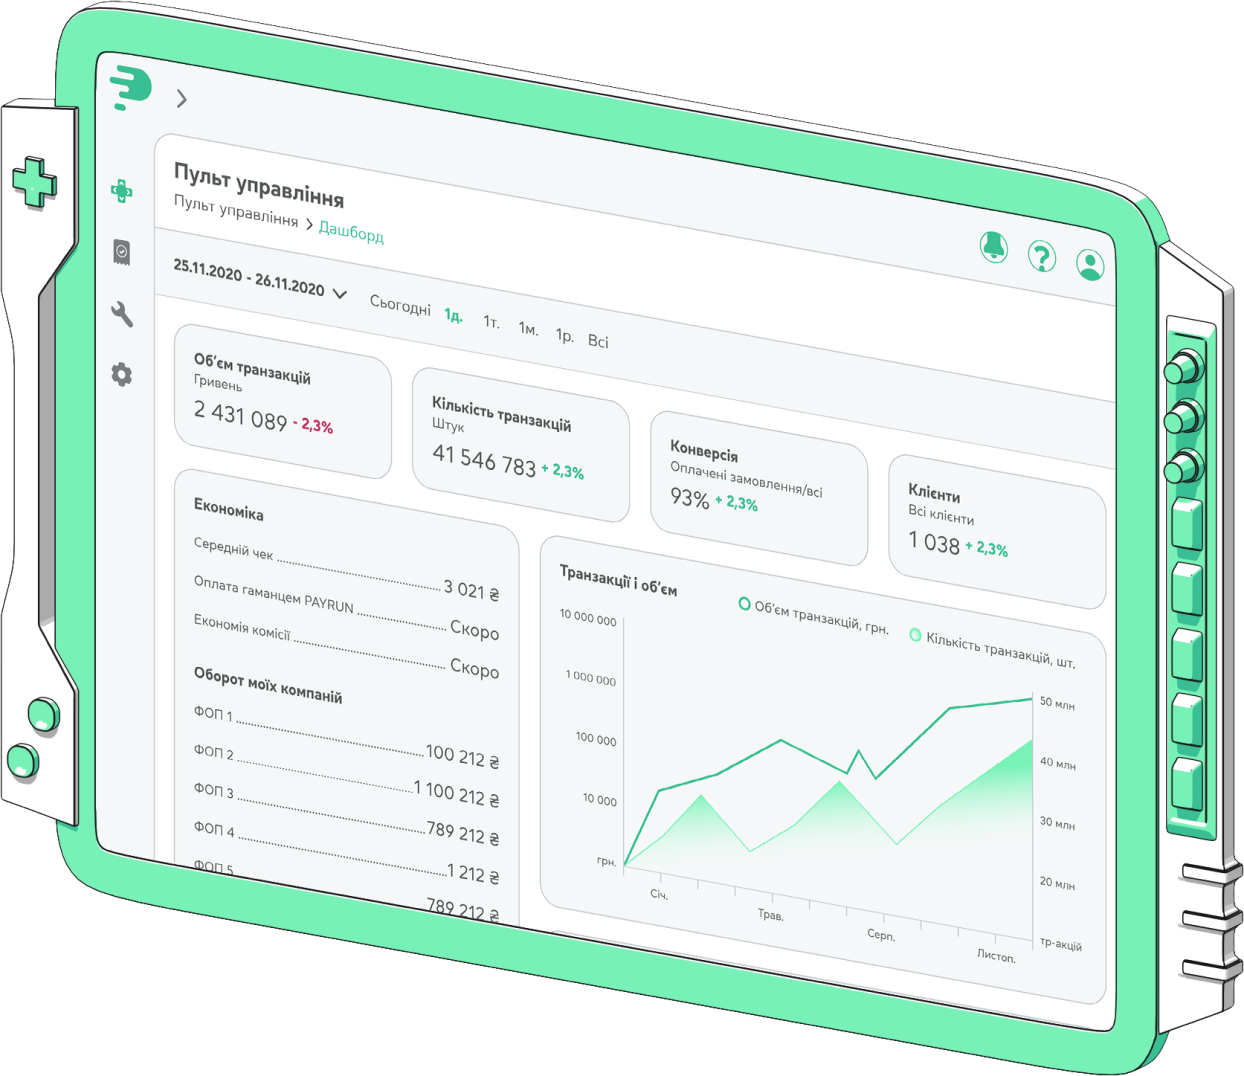 Пульт управління
Пульт управління > Дашборд
25.11.2020 - 26.11.2020
Сьогодні 1д. 1т. 1м. 1р. Всі
Об’єм транзакцій
Гривень
2 431 089 - 2,3%
Кількість транзакцій
Штук
41 546 783 + 2,3%
Конверсія
Оплачені замовлення/всі
93% + 2,3%
Клієнти
Всі клієнти
1 038 + 2,3%
Економіка
Середній чек 3 021 ₴
Оплата гаманцем PAYRUN Скоро
Економія комісії Скоро
Оборот моїх компаній
ФОП 1 100 212 ₴
ФОП 2 1 100 212 ₴
ФОП 3 789 212 ₴
ФОП 4 1 212 ₴
ФОП 5 789 212 ₴
Транзакції і об’єм
Об’єм транзакцій, грн.
Кількість транзакцій, шт.
10 000 000
1 000 000
100 000
10 000
грн.
50 млн
40 млн
30 млн
20 млн
тр-акцій
Січ.
Трав.
Серп.
Листоп.